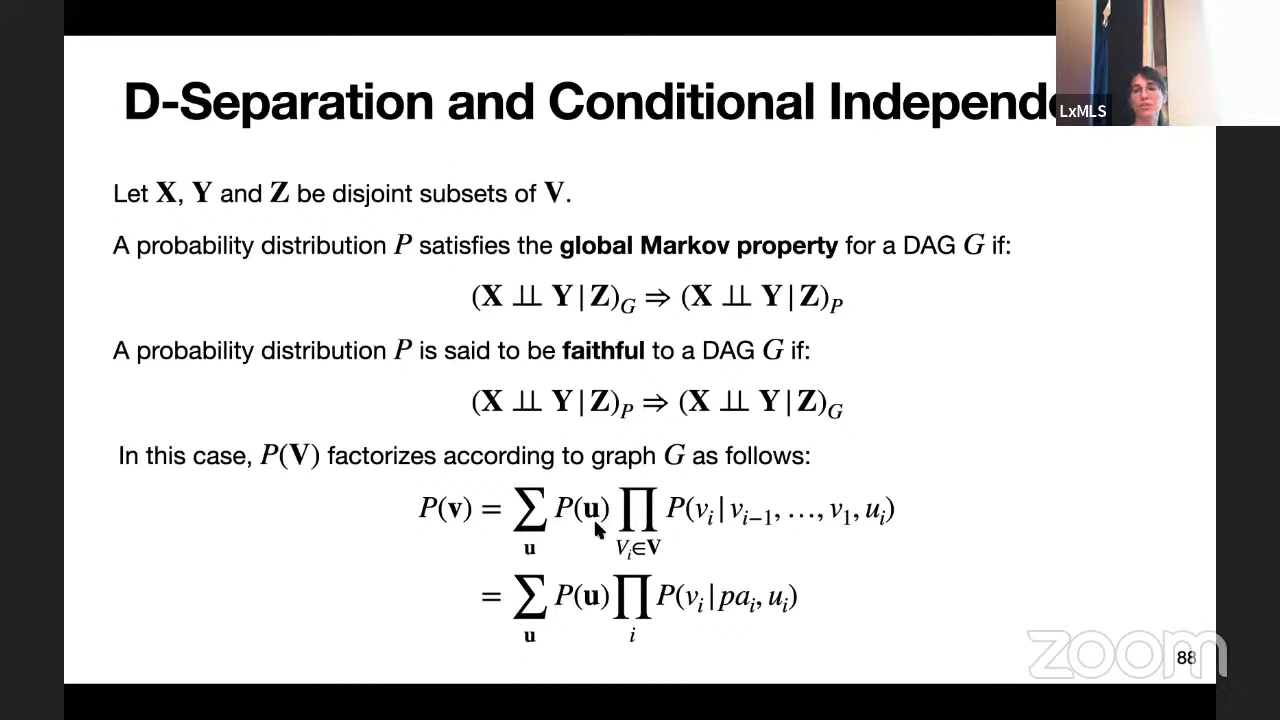 D-Separation and Conditional Independe
LxMLS
Let X, Y and Z be disjoint subsets of V.
A probability distribution P satisfies the global Markov property for a DAG G if:
(X ⫫ Y | Z)_G ⇒ (X ⫫ Y | Z)_P
A probability distribution P is said to be faithful to a DAG G if:
(X ⫫ Y | Z)_P ⇒ (X ⫫ Y | Z)_G
In this case, P(V) factorizes according to graph G as follows:
P(v) = ∑_u P(u) ∏_{V_i∈V} P(v_i | v_{i−1}, …, v_1, u_i)
= ∑_u P(u) ∏_i P(v_i | pa_i, u_i)
zoom
88